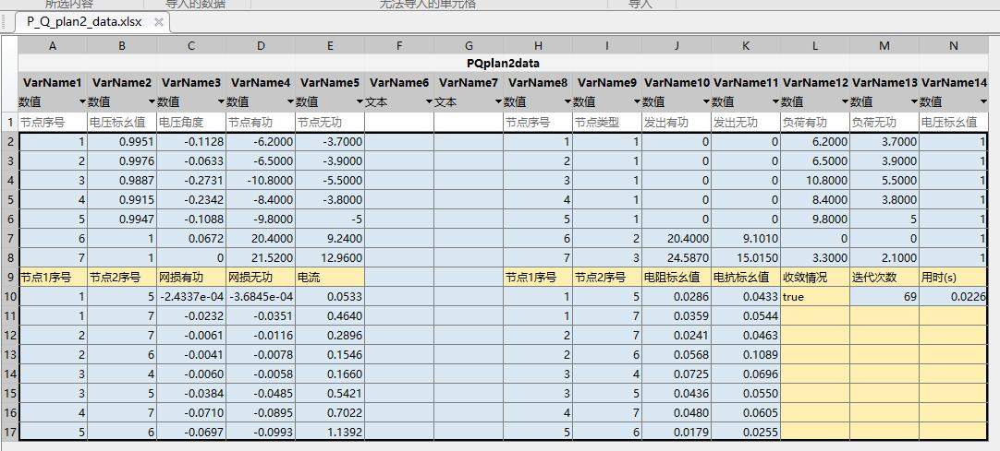 所选内容 导入的数据 无法导入的单元格 导入
P_Q_plan2_data.xlsx
A B C D E F G H I J K L M N
PQplan2data
VarName1 VarName2 VarName3 VarName4 VarName5 VarName6 VarName7 VarName8 VarName9 VarName10 VarName11 VarName12 VarName13 VarName14
数值 数值 数值 数值 数值 文本 文本 数值 数值 数值 数值 数值 数值 数值
1 节点序号 电压标幺值 电压角度 节点有功 节点无功 节点序号 节点类型 发出有功 发出无功 负荷有功 负荷无功 电压标幺值
2 1 0.9951 -0.1128 -6.2000 -3.7000 1 1 0 0 6.2000 3.7000 1
3 2 0.9976 -0.0633 -6.5000 -3.9000 2 1 0 0 6.5000 3.9000 1
4 3 0.9887 -0.2731 -10.8000 -5.5000 3 1 0 0 10.8000 5.5000 1
5 4 0.9915 -0.2342 -8.4000 -3.8000 4 1 0 0 8.4000 3.8000 1
6 5 0.9947 -0.1088 -9.8000 -5 5 1 0 0 9.8000 5 1
7 6 1 0.0672 20.4000 9.2400 6 2 20.4000 9.1010 0 0 1
8 7 1 0 21.5200 12.9600 7 3 24.5870 15.0150 3.3000 2.1000 1
9 节点1序号 节点2序号 网损有功 网损无功 电流 节点1序号 节点2序号 电阻标幺值 电抗标幺值 收敛情况 迭代次数 用时(s)
10 1 5 -2.4337e-04 -3.6845e-04 0.0533 1 5 0.0286 0.0433 true 69 0.0226
11 1 7 -0.0232 -0.0351 0.4640 1 7 0.0359 0.0544
12 2 7 -0.0061 -0.0116 0.2896 2 7 0.0241 0.0463
13 2 6 -0.0041 -0.0078 0.1546 2 6 0.0568 0.1089
14 3 4 -0.0060 -0.0058 0.1660 3 4 0.0725 0.0696
15 3 5 -0.0384 -0.0485 0.5421 3 5 0.0436 0.0550
16 4 7 -0.0710 -0.0895 0.7022 4 7 0.0480 0.0605
17 5 6 -0.0697 -0.0993 1.1392 5 6 0.0179 0.0255